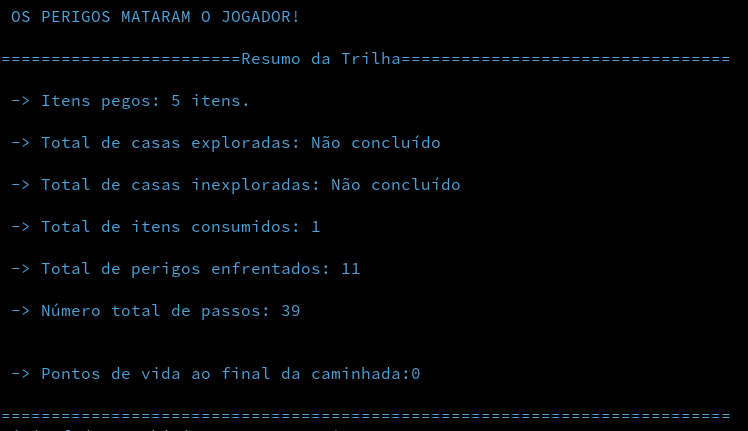 OS PERIGOS MATARAM O JOGADOR!
========================Resumo da Trilha=================================
-> Itens pegos: 5 itens.
-> Total de casas exploradas: Não concluído
-> Total de casas inexploradas: Não concluído
-> Total de itens consumidos: 1
-> Total de perigos enfrentados: 11
-> Número total de passos: 39
-> Pontos de vida ao final da caminhada:0
=========================================================================